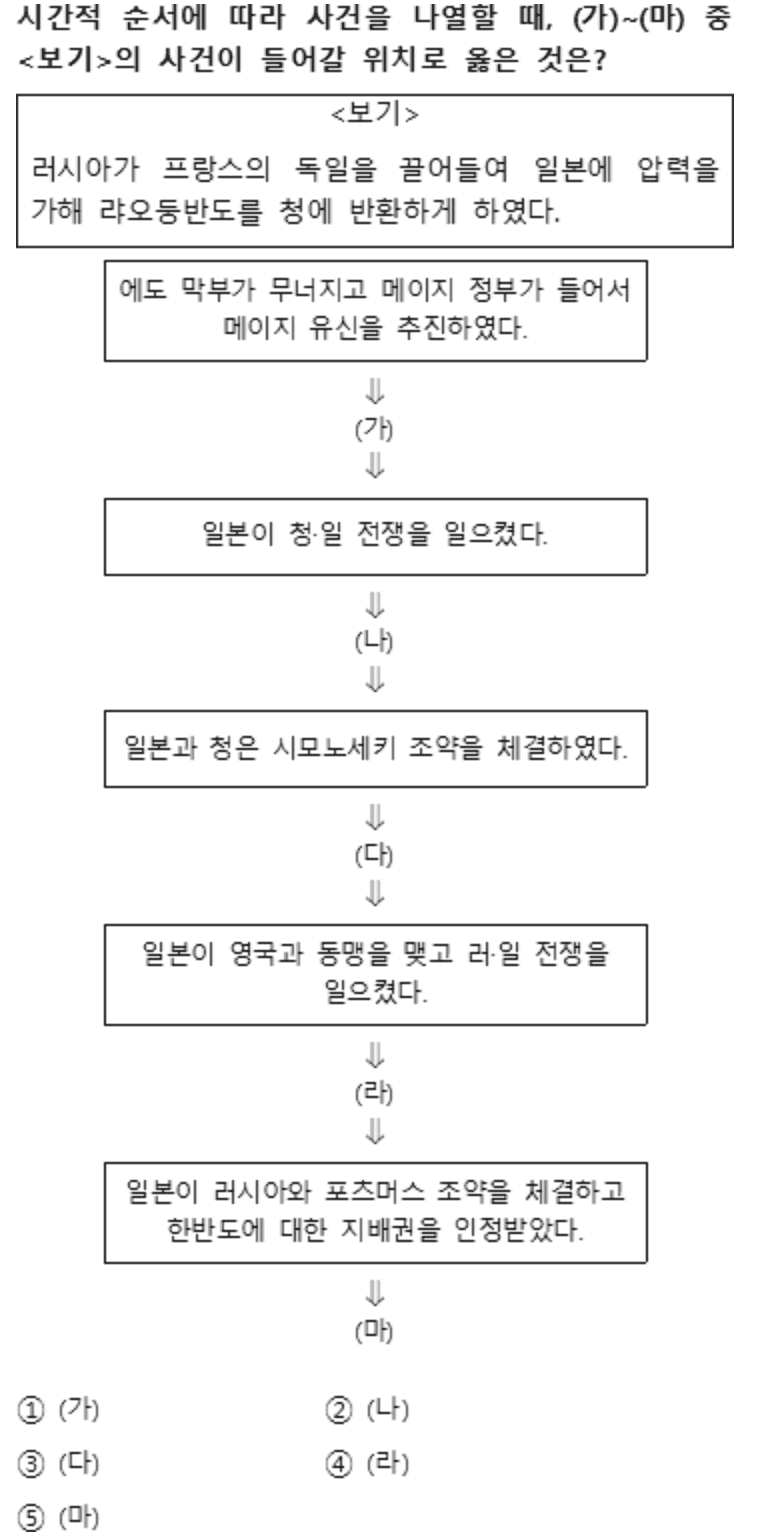 시간적 순서에 따라 사건을 나열할 때, (가)~(마) 중
<보기>의 사건이 들어갈 위치로 옳은 것은?
<보기>
러시아가 프랑스의 독일을 끌어들여 일본에 압력을
가해 랴오둥반도를 청에 반환하게 하였다.
에도 막부가 무너지고 메이지 정부가 들어서
메이지 유신을 추진하였다.
⇓
(가)
⇓
일본이 청·일 전쟁을 일으켰다.
⇓
(나)
⇓
일본과 청은 시모노세키 조약을 체결하였다.
⇓
(다)
⇓
일본이 영국과 동맹을 맺고 러·일 전쟁을
일으켰다.
⇓
(라)
⇓
일본이 러시아와 포츠머스 조약을 체결하고
한반도에 대한 지배권을 인정받았다.
⇓
(마)
① (가) ② (나)
③ (다) ④ (라)
⑤ (마)